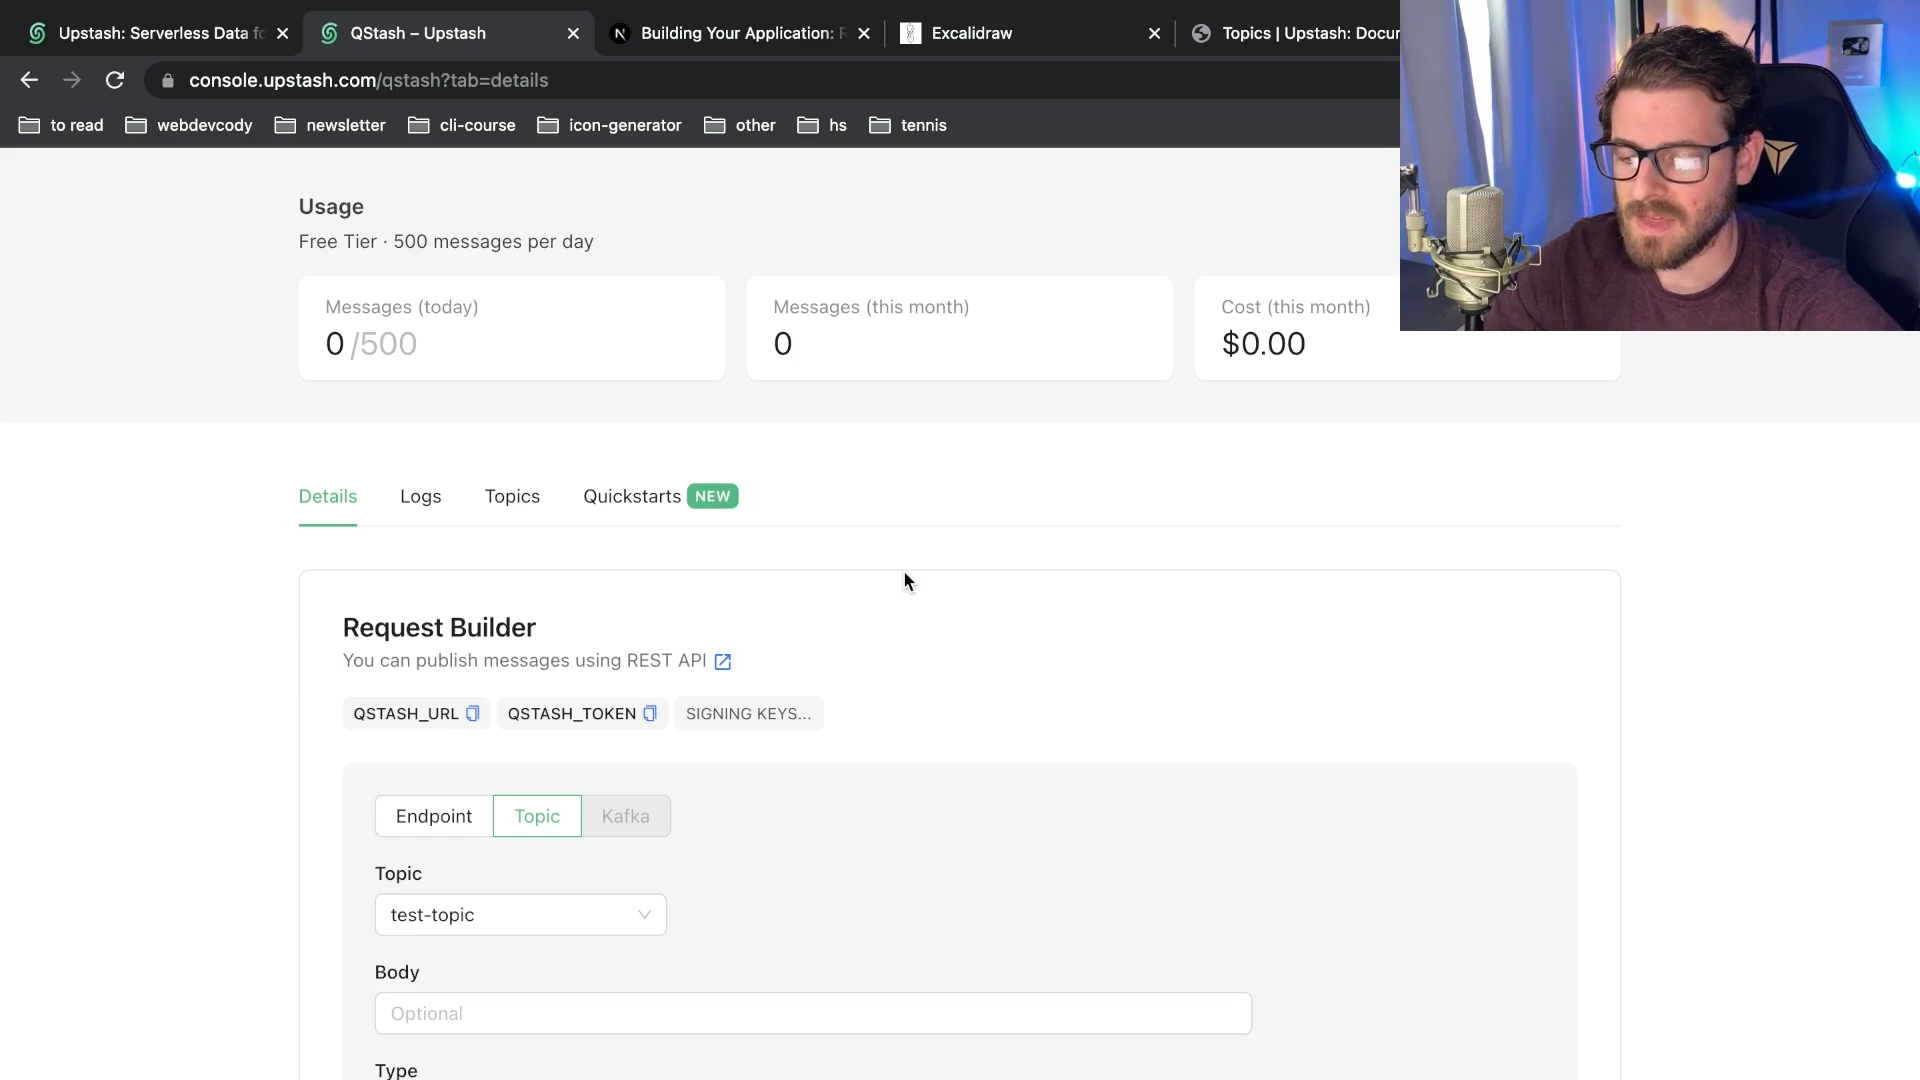 Upstash: Serverless Data fo
QStash – Upstash
Building Your Application: R
Excalidraw
Topics | Upstash: Docum
console.upstash.com/qstash?tab=details
to read
webdevcody
newsletter
cli-course
icon-generator
other
hs
tennis
Usage
Free Tier · 500 messages per day
Messages (today)
0 /500
Messages (this month)
0
Cost (this month)
$0.00
Details
Logs
Topics
Quickstarts NEW
Request Builder
You can publish messages using REST API
QSTASH_URL
QSTASH_TOKEN
SIGNING KEYS...
Endpoint
Topic
Kafka
Topic
test-topic
Body
Optional
Type